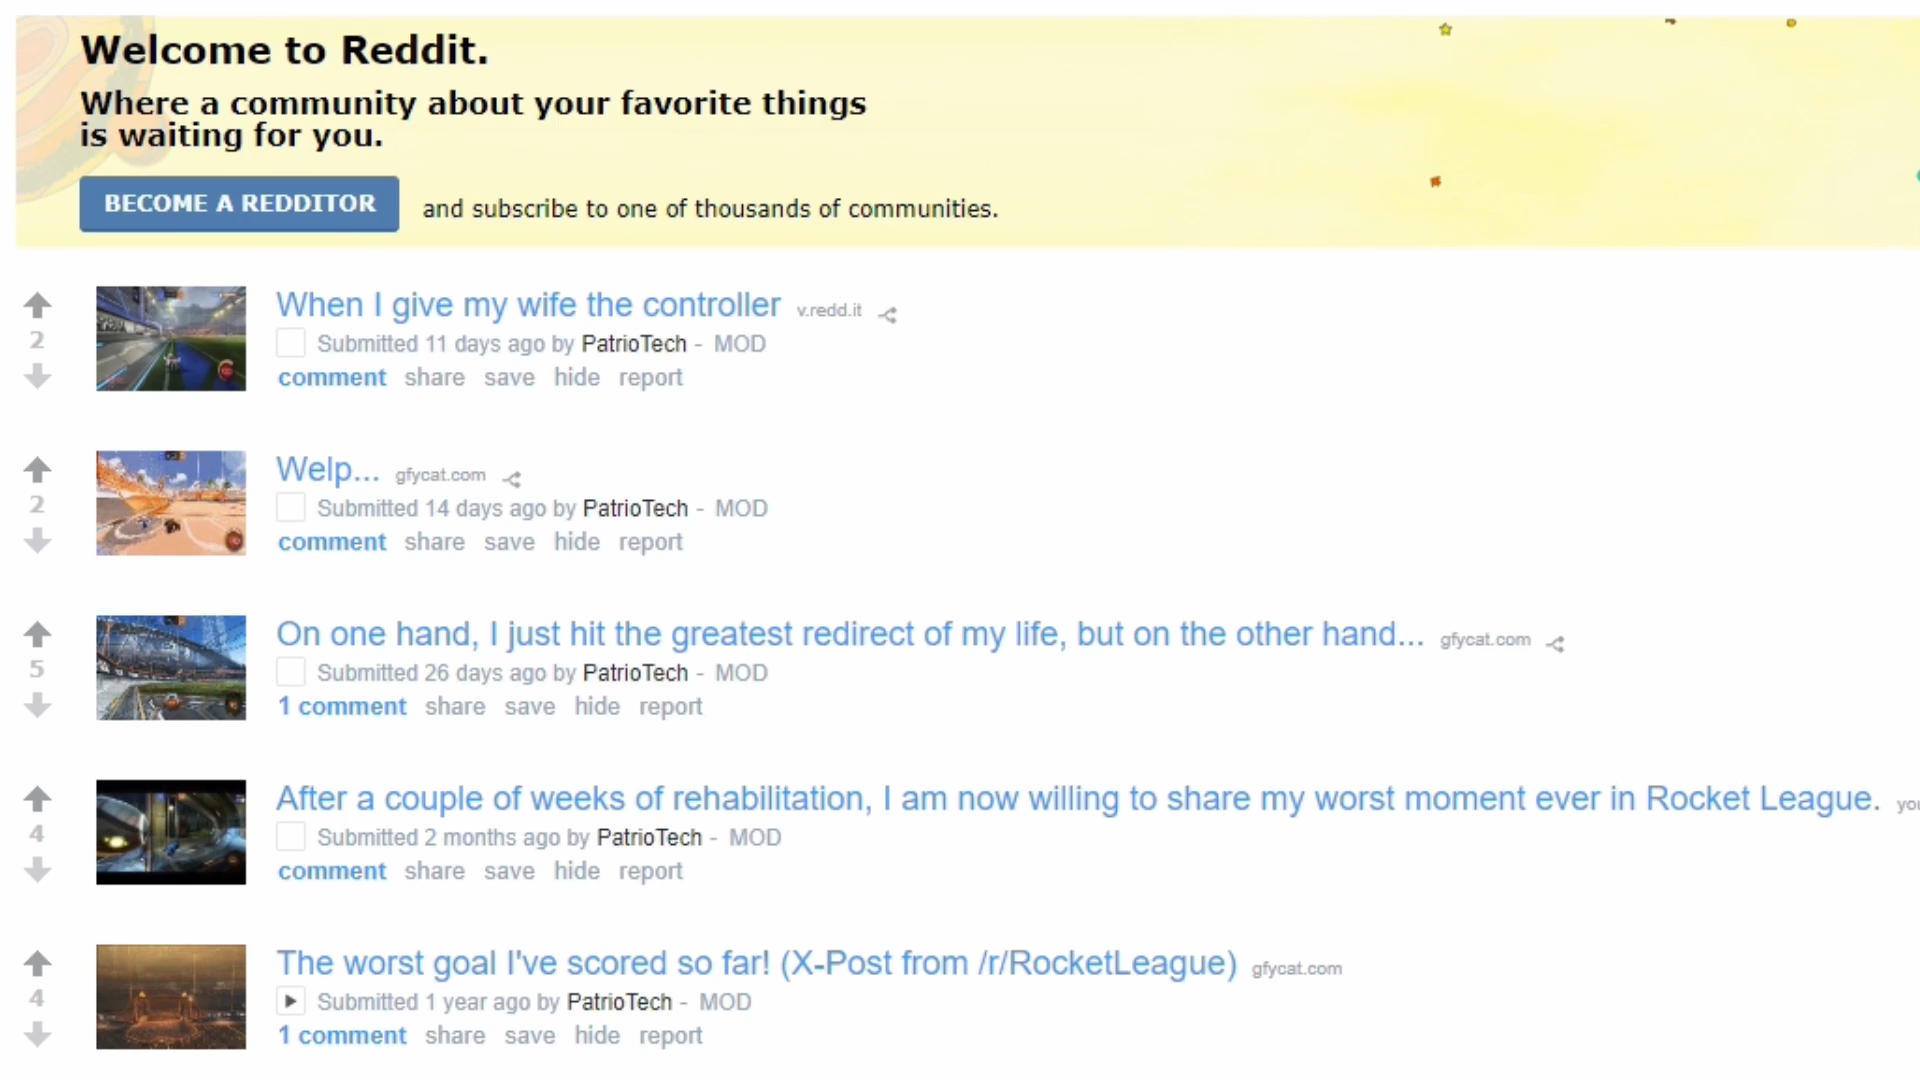 Welcome to Reddit.
Where a community about your favorite things
is waiting for you.
BECOME A REDDITOR and subscribe to one of thousands of communities.
When I give my wife the controller v.redd.it
2
Submitted 11 days ago by PatrioTech - MOD
comment share save hide report
Welp... gfycat.com
2
Submitted 14 days ago by PatrioTech - MOD
comment share save hide report
On one hand, I just hit the greatest redirect of my life, but on the other hand... gfycat.com
5
Submitted 26 days ago by PatrioTech - MOD
1 comment share save hide report
After a couple of weeks of rehabilitation, I am now willing to share my worst moment ever in Rocket League. you
4
Submitted 2 months ago by PatrioTech - MOD
comment share save hide report
The worst goal I've scored so far! (X-Post from /r/RocketLeague) gfycat.com
4
Submitted 1 year ago by PatrioTech - MOD
1 comment share save hide report